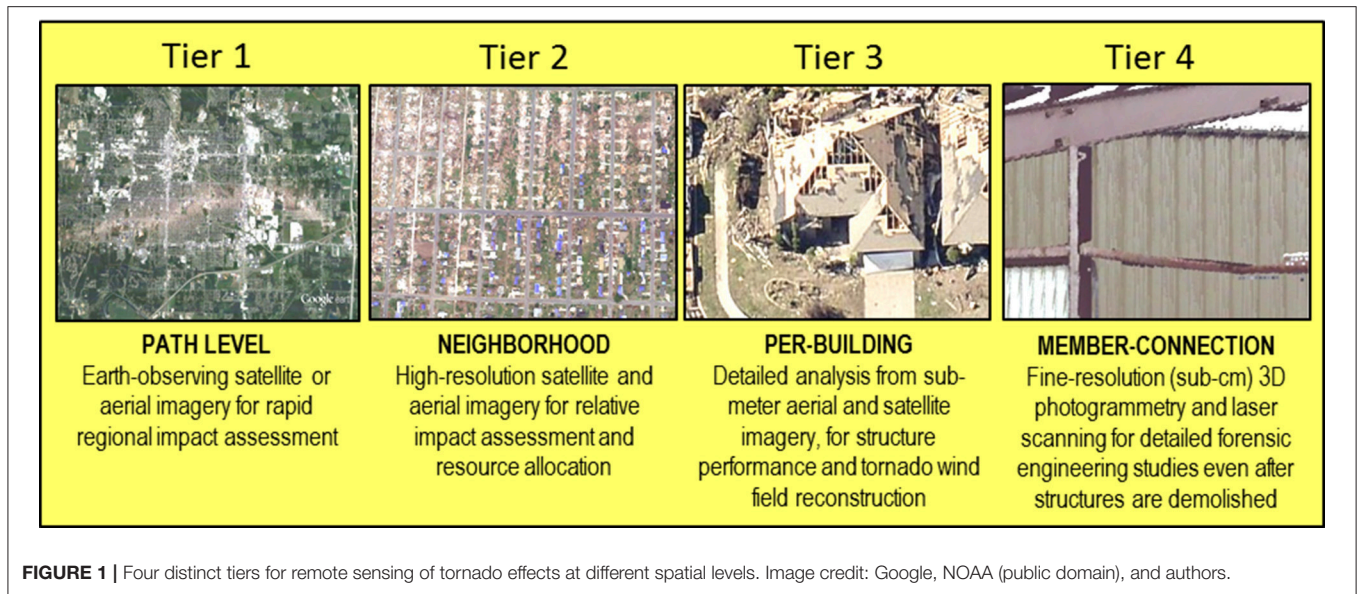 Tier 1
Tier 2
Tier 3
Tier 4
Google earth
PATH LEVEL
Earth-observing satellite or
aerial imagery for rapid
regional impact assessment
NEIGHBORHOOD
High-resolution satellite and
aerial imagery for relative
impact assessment and
resource allocation
PER-BUILDING
Detailed analysis from sub-
meter aerial and satellite
imagery, for structure
performance and tornado wind
field reconstruction
MEMBER-CONNECTION
Fine-resolution (sub-cm) 3D
photogrammetry and laser
scanning for detailed forensic
engineering studies even after
structures are demolished
FIGURE 1 | Four distinct tiers for remote sensing of tornado effects at different spatial levels. Image credit: Google, NOAA (public domain), and authors.